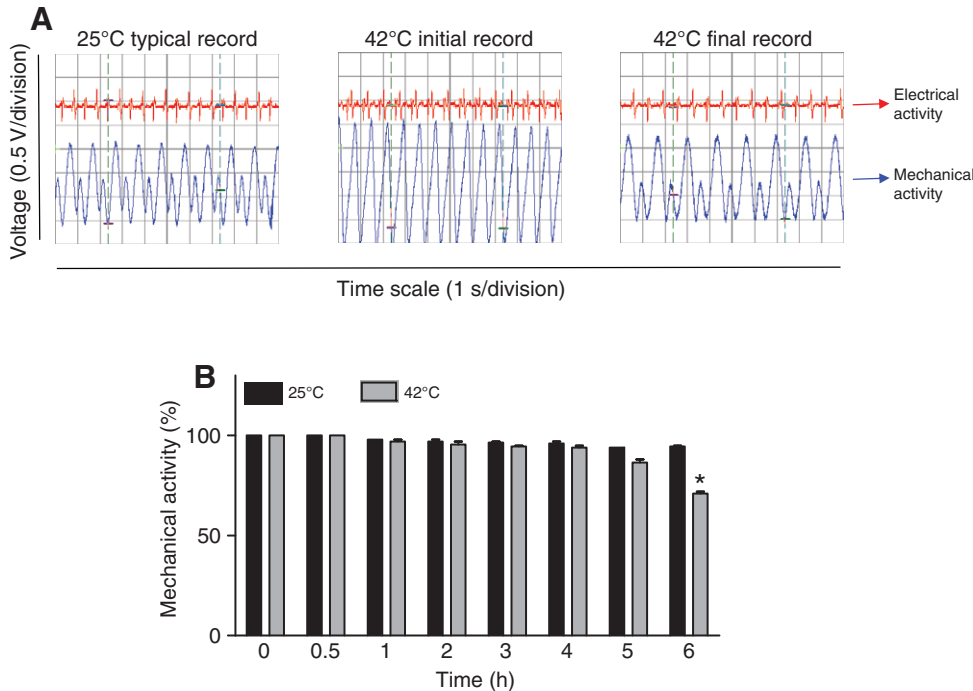 A
25°C typical record
42°C initial record
42°C final record
Voltage (0.5 V/division)
Electrical
activity
Mechanical
activity
Time scale (1 s/division)
B
25°C
42°C
Mechanical activity (%)
100
50
0
*
0 0.5 1 2 3 4 5 6
Time (h)